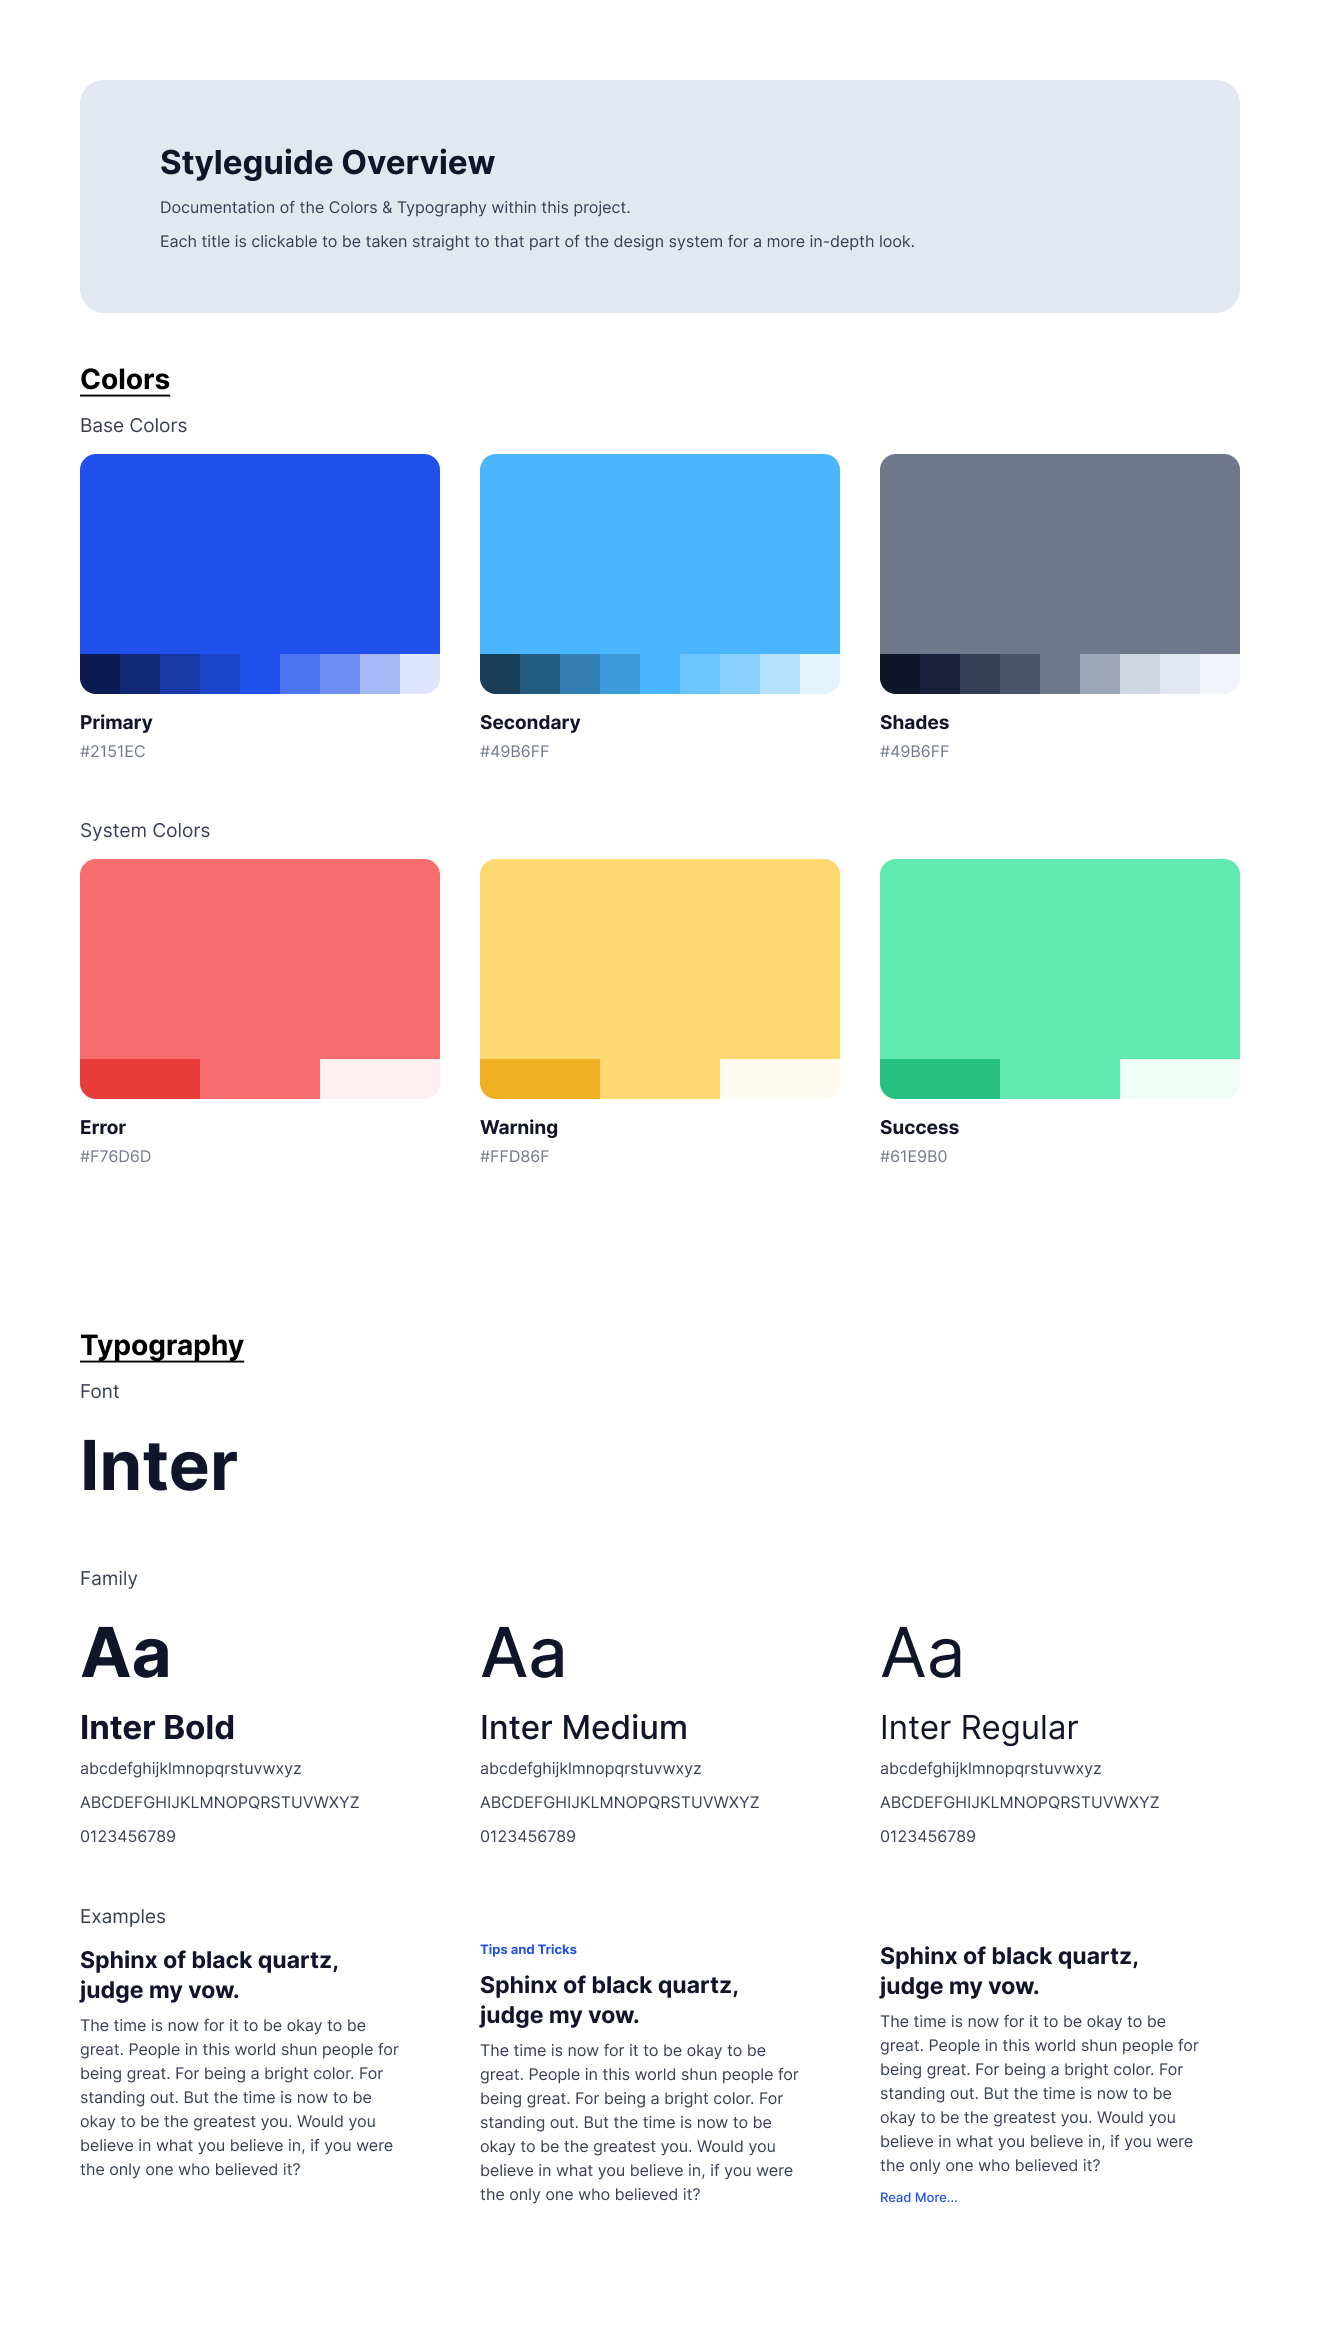 Styleguide Overview
Documentation of the Colors & Typography within this project.
Each title is clickable to be taken straight to that part of the design system for a more in-depth look.
Colors
Base Colors
Primary
#2151EC
Secondary
#49B6FF
Shades
#49B6FF
System Colors
Error
#F76D6D
Warning
#FFD86F
Success
#61E9B0
Typography
Font
Inter
Family
Aa
Inter Bold
abcdefghijklmnopqrstuvwxyz
ABCDEFGHIJKLMNOPQRSTUVWXYZ
0123456789
Aa
Inter Medium
abcdefghijklmnopqrstuvwxyz
ABCDEFGHIJKLMNOPQRSTUVWXYZ
0123456789
Aa
Inter Regular
abcdefghijklmnopqrstuvwxyz
ABCDEFGHIJKLMNOPQRSTUVWXYZ
0123456789
Examples
Sphinx of black quartz,
judge my vow.
The time is now for it to be okay to be
great. People in this world shun people for
being great. For being a bright color. For
standing out. But the time is now to be
okay to be the greatest you. Would you
believe in what you believe in, if you were
the only one who believed it?
Tips and Tricks
Sphinx of black quartz,
judge my vow.
The time is now for it to be okay to be
great. People in this world shun people for
being great. For being a bright color. For
standing out. But the time is now to be
okay to be the greatest you. Would you
believe in what you believe in, if you were
the only one who believed it?
Sphinx of black quartz,
judge my vow.
The time is now for it to be okay to be
great. People in this world shun people for
being great. For being a bright color. For
standing out. But the time is now to be
okay to be the greatest you. Would you
believe in what you believe in, if you were
the only one who believed it?
Read More...